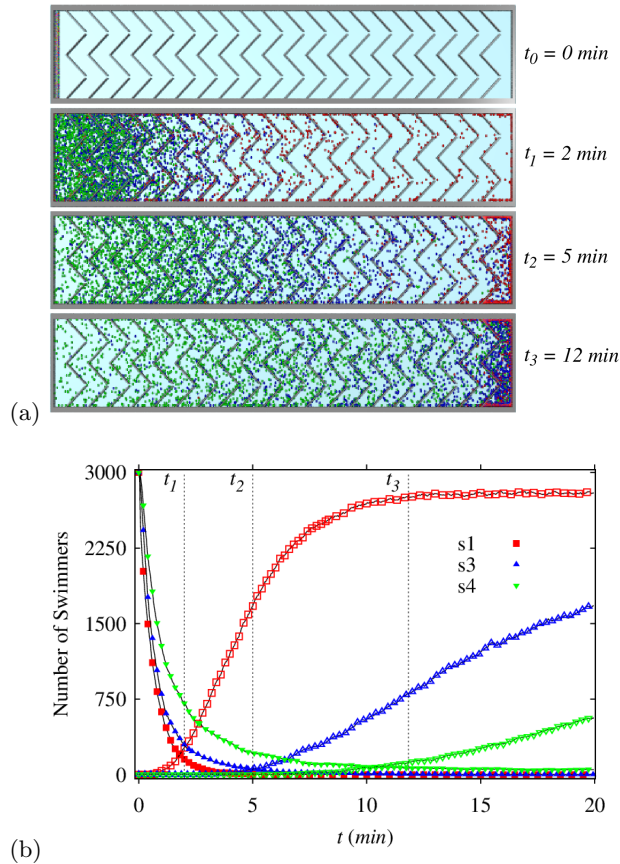 t0 = 0 min
t1 = 2 min
t2 = 5 min
t3 = 12 min
(a)
3000
2250
1500
750
0
Number of Swimmers
t1
t2
t3
s1
s3
s4
0
5
10
15
20
t (min)
(b)